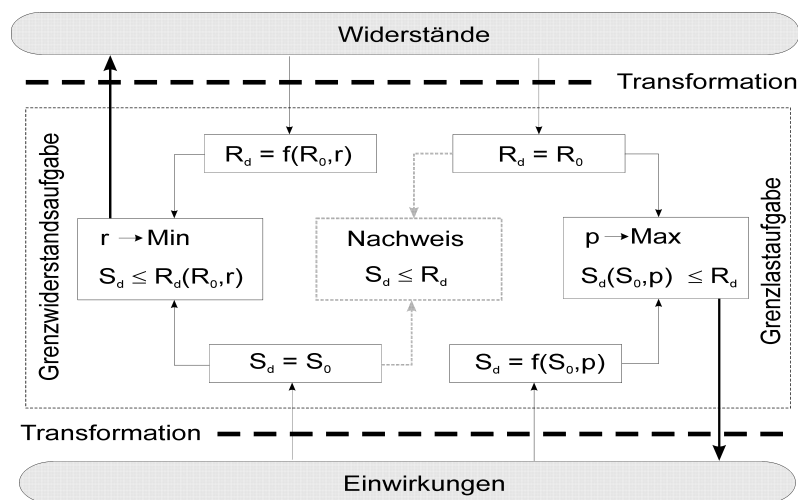 Widerstände
Transformation
Grenzwiderstandsaufgabe
R_d = f(R_0,r)
R_d = R_0
r → Min
S_d ≤ R_d(R_0,r)
Nachweis
S_d ≤ R_d
p → Max
S_d(S_0,p) ≤ R_d
Grenzlastaufgabe
S_d = S_0
S_d = f(S_0,p)
Transformation
Einwirkungen